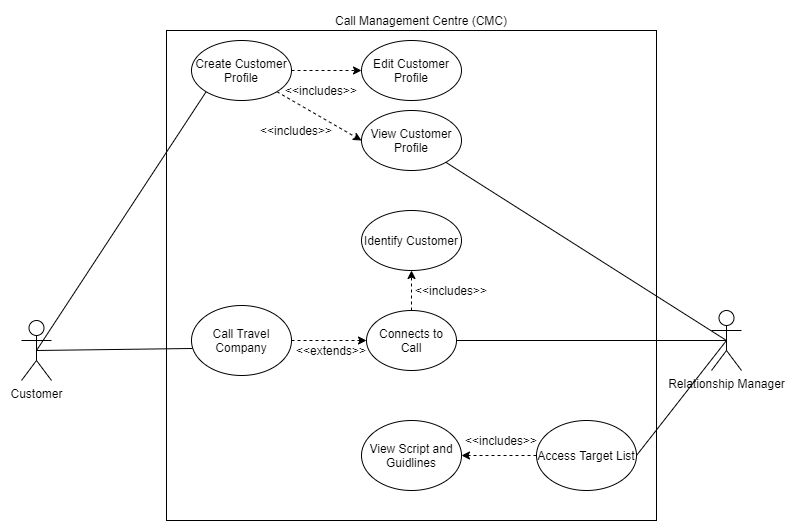 Call Management Centre (CMC)
Create Customer
Profile
Edit Customer
Profile
<<includes>>
<<includes>>
View Customer
Profile
Identify Customer
<<includes>>
Call Travel
Company
<<extends>>
Connects to
Call
Customer
Relationship Manager
View Script and
Guidlines
<<includes>>
Access Target List